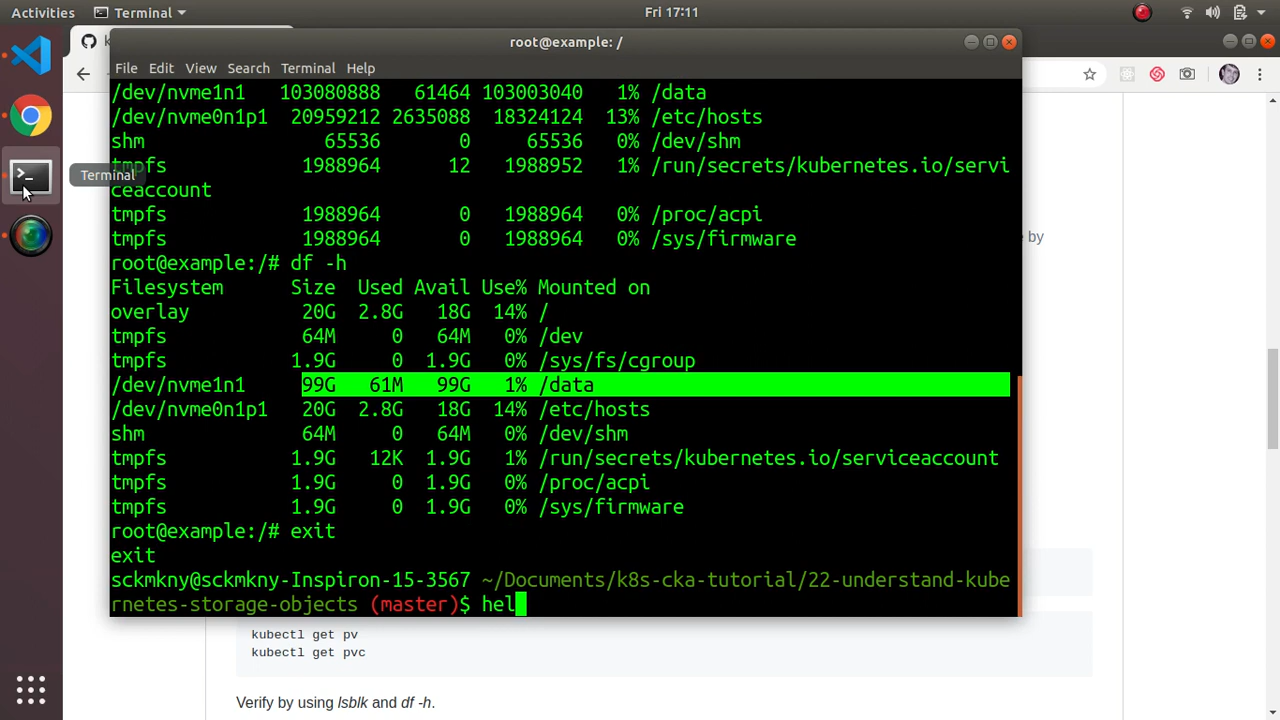 Activities Terminal Fri 17:11
root@example: /
File Edit View Search Terminal Help
/dev/nvme1n1 103080888 61464 103003040 1% /data
/dev/nvme0n1p1 20959212 2635088 18324124 13% /etc/hosts
shm 65536 0 65536 0% /dev/shm
tmpfs 1988964 12 1988952 1% /run/secrets/kubernetes.io/servi
Terminal
ceaccount
tmpfs 1988964 0 1988964 0% /proc/acpi
tmpfs 1988964 0 1988964 0% /sys/firmware
by
root@example:/# df -h
Filesystem Size Used Avail Use% Mounted on
overlay 20G 2.8G 18G 14% /
tmpfs 64M 0 64M 0% /dev
tmpfs 1.9G 0 1.9G 0% /sys/fs/cgroup
/dev/nvme1n1 99G 61M 99G 1% /data
/dev/nvme0n1p1 20G 2.8G 18G 14% /etc/hosts
shm 64M 0 64M 0% /dev/shm
tmpfs 1.9G 12K 1.9G 1% /run/secrets/kubernetes.io/serviceaccount
tmpfs 1.9G 0 1.9G 0% /proc/acpi
tmpfs 1.9G 0 1.9G 0% /sys/firmware
root@example:/# exit
exit
sckmkny@sckmkny-Inspiron-15-3567 ~/Documents/k8s-cka-tutorial/22-understand-kube
rnetes-storage-objects (master)$ hel
kubectl get pv
kubectl get pvc
Verify by using lsblk and df -h.